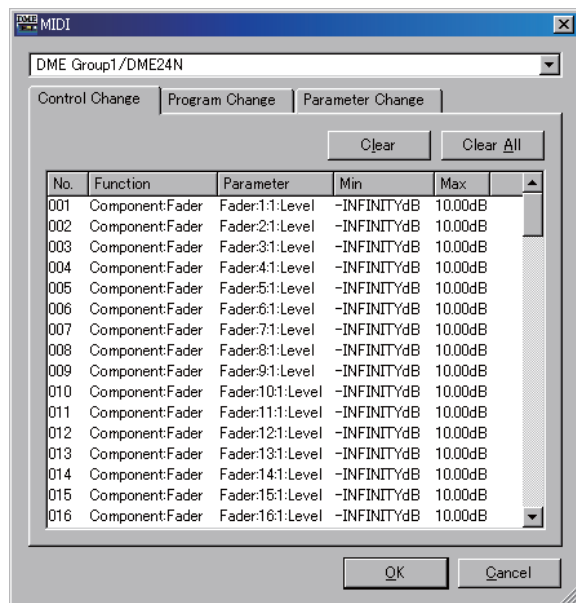 DME MIDI
DME Group1/DME24N
Control Change Program Change Parameter Change
Clear Clear All
No. Function Parameter Min Max
001 Component:Fader Fader:1:1:Level -INFINITYdB 10.00dB
002 Component:Fader Fader:2:1:Level -INFINITYdB 10.00dB
003 Component:Fader Fader:3:1:Level -INFINITYdB 10.00dB
004 Component:Fader Fader:4:1:Level -INFINITYdB 10.00dB
005 Component:Fader Fader:5:1:Level -INFINITYdB 10.00dB
006 Component:Fader Fader:6:1:Level -INFINITYdB 10.00dB
007 Component:Fader Fader:7:1:Level -INFINITYdB 10.00dB
008 Component:Fader Fader:8:1:Level -INFINITYdB 10.00dB
009 Component:Fader Fader:9:1:Level -INFINITYdB 10.00dB
010 Component:Fader Fader:10:1:Level -INFINITYdB 10.00dB
011 Component:Fader Fader:11:1:Level -INFINITYdB 10.00dB
012 Component:Fader Fader:12:1:Level -INFINITYdB 10.00dB
013 Component:Fader Fader:13:1:Level -INFINITYdB 10.00dB
014 Component:Fader Fader:14:1:Level -INFINITYdB 10.00dB
015 Component:Fader Fader:15:1:Level -INFINITYdB 10.00dB
016 Component:Fader Fader:16:1:Level -INFINITYdB 10.00dB
OK Cancel